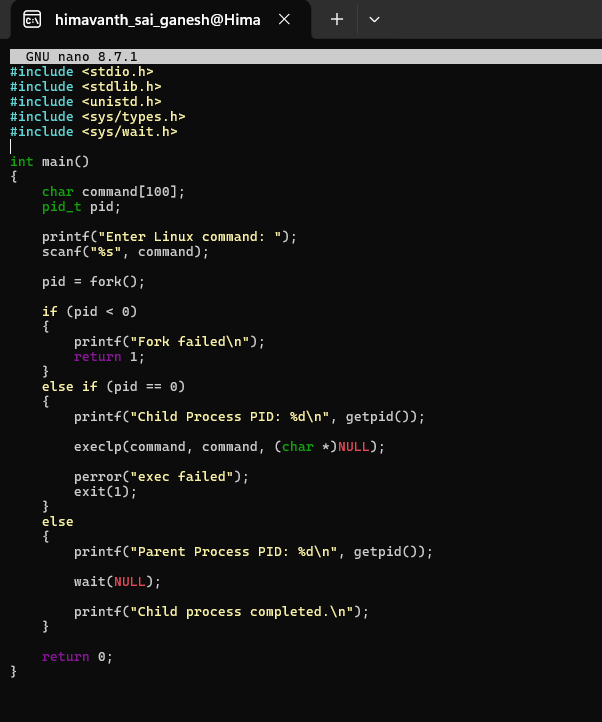 himavanth_sai_ganesh@Hima
GNU nano 8.7.1
#include <stdio.h>
#include <stdlib.h>
#include <unistd.h>
#include <sys/types.h>
#include <sys/wait.h>
int main()
{
    char command[100];
    pid_t pid;
    printf("Enter Linux command: ");
    scanf("%s", command);
    pid = fork();
    if (pid < 0)
    {
        printf("Fork failed\n");
        return 1;
    }
    else if (pid == 0)
    {
        printf("Child Process PID: %d\n", getpid());
        execlp(command, command, (char *)NULL);
        perror("exec failed");
        exit(1);
    }
    else
    {
        printf("Parent Process PID: %d\n", getpid());
        wait(NULL);
        printf("Child process completed.\n");
    }
    return 0;
}